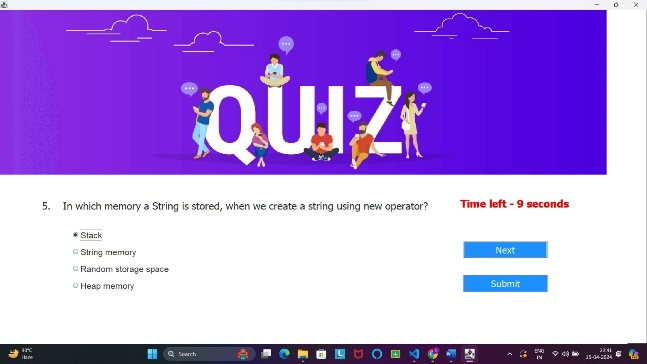 QUIZ
5. In which memory a String is stored, when we create a string using new operator?
Time left - 9 seconds
Stack
String memory
Random storage space
Heap memory
Next
Submit
Search
ENG
IN
22:41
15-04-2024
Haze